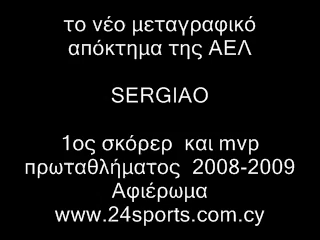 το νέο μεταγραφικό
απόκτημα της ΑΕΛ
SERGIAO
1ος σκόρερ και mvp
πρωταθλήματος 2008-2009
Αφιέρωμα
www.24sports.com.cy